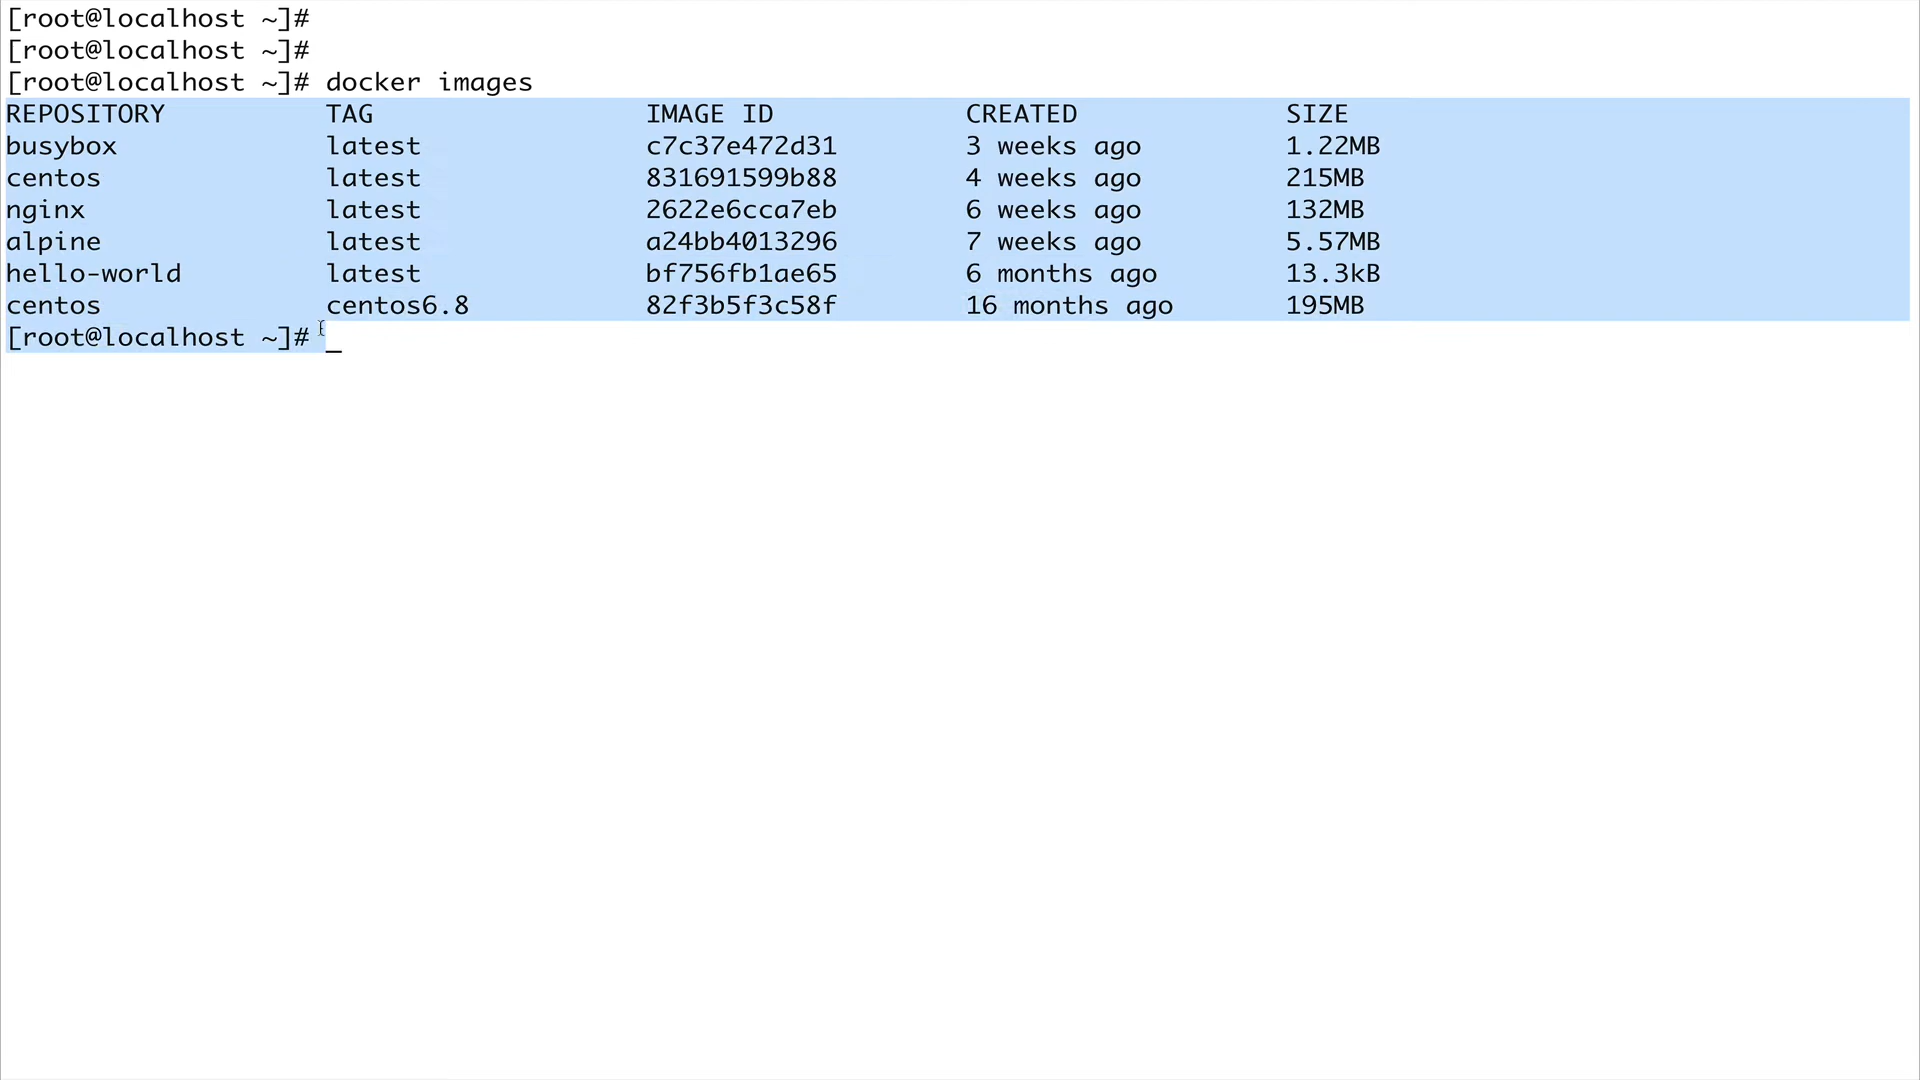 [root@localhost ~]#
[root@localhost ~]#
[root@localhost ~]# docker images
REPOSITORY TAG IMAGE ID CREATED SIZE
busybox latest c7c37e472d31 3 weeks ago 1.22MB
centos latest 831691599b88 4 weeks ago 215MB
nginx latest 2622e6cca7eb 6 weeks ago 132MB
alpine latest a24bb4013296 7 weeks ago 5.57MB
hello-world latest bf756fb1ae65 6 months ago 13.3kB
centos centos6.8 82f3b5f3c58f 16 months ago 195MB
[root@localhost ~]# _